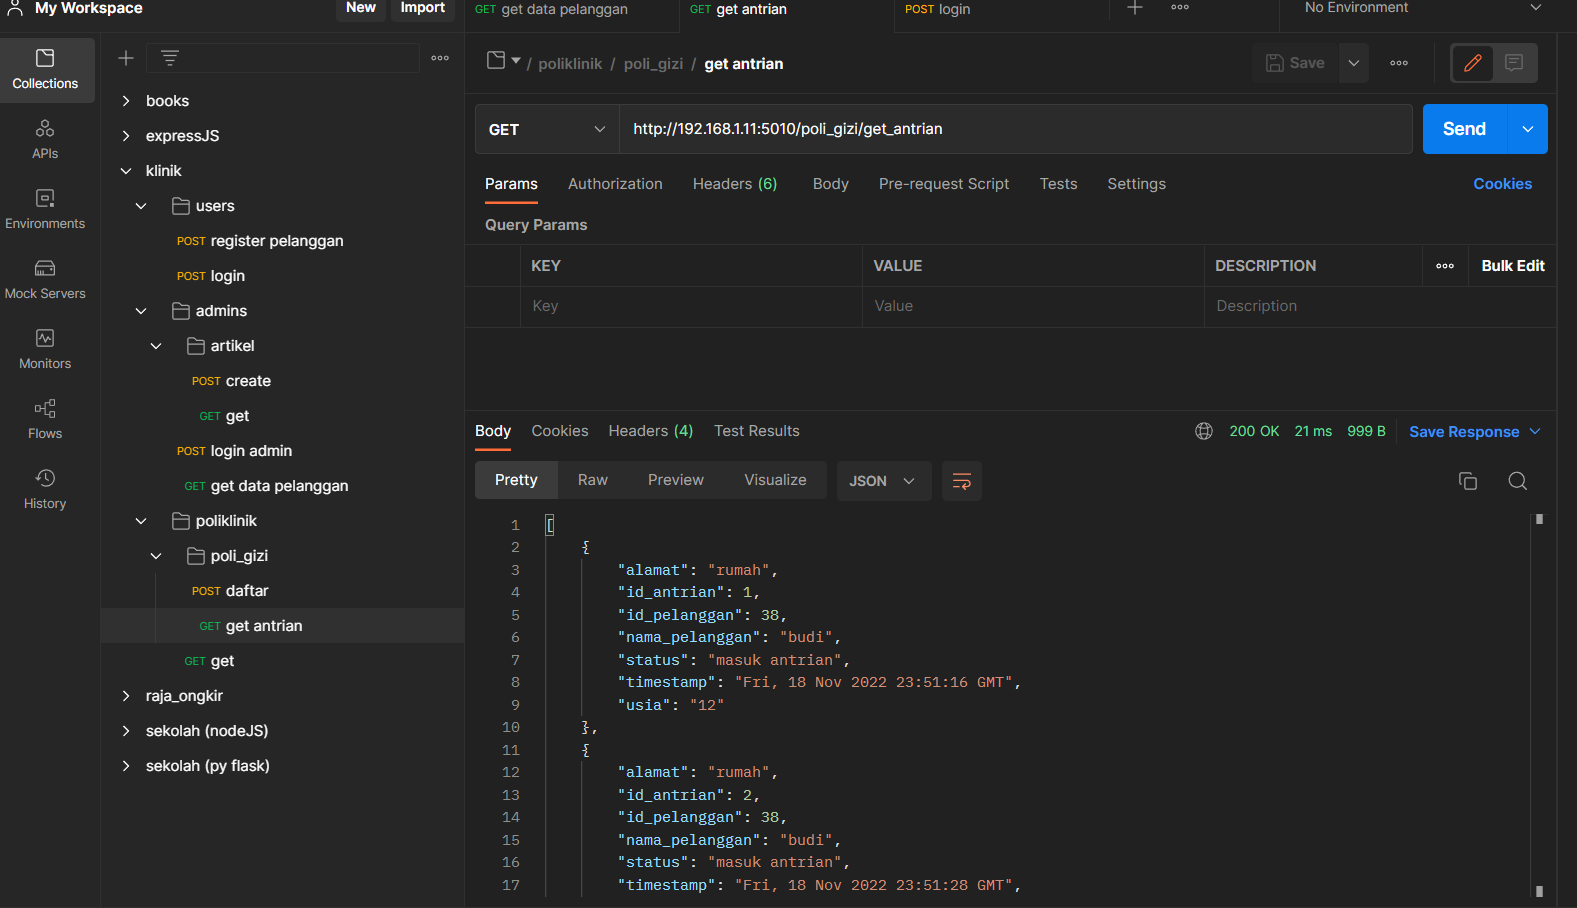 My Workspace
New
Import
GET get data pelanggan
GET get antrian
POST login
No Environment
Collections
APIs
Environments
Mock Servers
Monitors
Flows
History
books
expressJS
klinik
users
POST register pelanggan
POST login
admins
artikel
POST create
GET get
POST login admin
GET get data pelanggan
poliklinik
poli_gizi
POST daftar
GET get antrian
GET get
raja_ongkir
sekolah (nodeJS)
sekolah (py flask)
/ poliklinik / poli_gizi / get antrian
Save
GET
http://192.168.1.11:5010/poli_gizi/get_antrian
Send
Params Authorization Headers (6) Body Pre-request Script Tests Settings
Cookies
Query Params
KEY VALUE DESCRIPTION
Bulk Edit
Key Value Description
Body Cookies Headers (4) Test Results
200 OK 21 ms 999 B Save Response
Pretty Raw Preview Visualize JSON
1 [
2 {
3 "alamat": "rumah",
4 "id_antrian": 1,
5 "id_pelanggan": 38,
6 "nama_pelanggan": "budi",
7 "status": "masuk antrian",
8 "timestamp": "Fri, 18 Nov 2022 23:51:16 GMT",
9 "usia": "12"
10 },
11 {
12 "alamat": "rumah",
13 "id_antrian": 2,
14 "id_pelanggan": 38,
15 "nama_pelanggan": "budi",
16 "status": "masuk antrian",
17 "timestamp": "Fri, 18 Nov 2022 23:51:28 GMT",